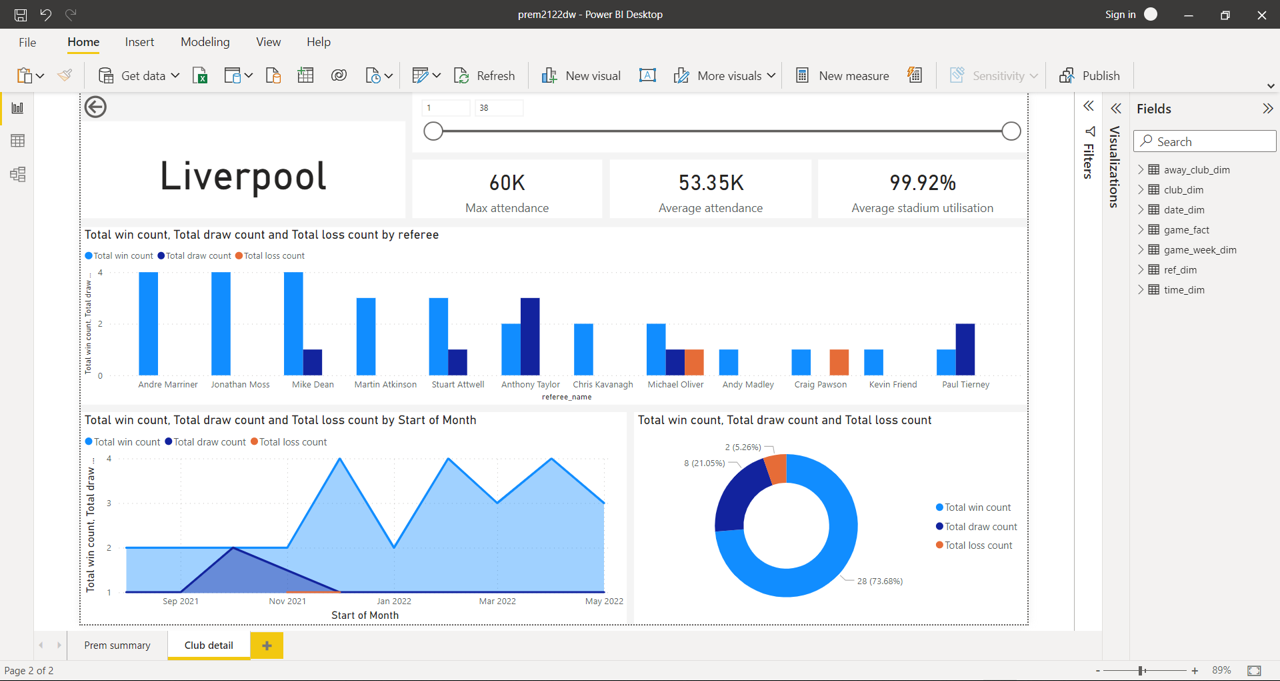 prem2122dw - Power BI Desktop
Sign in
File Home Insert Modeling View Help
Get data
Refresh
New visual
More visuals
New measure
Sensitivity
Publish
1 38
Liverpool
60K
Max attendance
53.35K
Average attendance
99.92%
Average stadium utilisation
Total win count, Total draw count and Total loss count by referee
Total win count Total draw count Total loss count
Total win count, Total draw ...
4
2
0
Andre Marriner Jonathan Moss Mike Dean Martin Atkinson Stuart Attwell Anthony Taylor Chris Kavanagh Michael Oliver Andy Madley Craig Pawson Kevin Friend Paul Tierney
referee_name
Total win count, Total draw count and Total loss count by Start of Month
Total win count Total draw count Total loss count
Total win count, Total draw ...
4
3
2
1
Sep 2021 Nov 2021 Jan 2022 Mar 2022 May 2022
Start of Month
Total win count, Total draw count and Total loss count
2 (5.26%)
8 (21.05%)
28 (73.68%)
Total win count
Total draw count
Total loss count
Filters
Visualizations
Fields
Search
away_club_dim
club_dim
date_dim
game_fact
game_week_dim
ref_dim
time_dim
Prem summary Club detail
Page 2 of 2
- + 89%